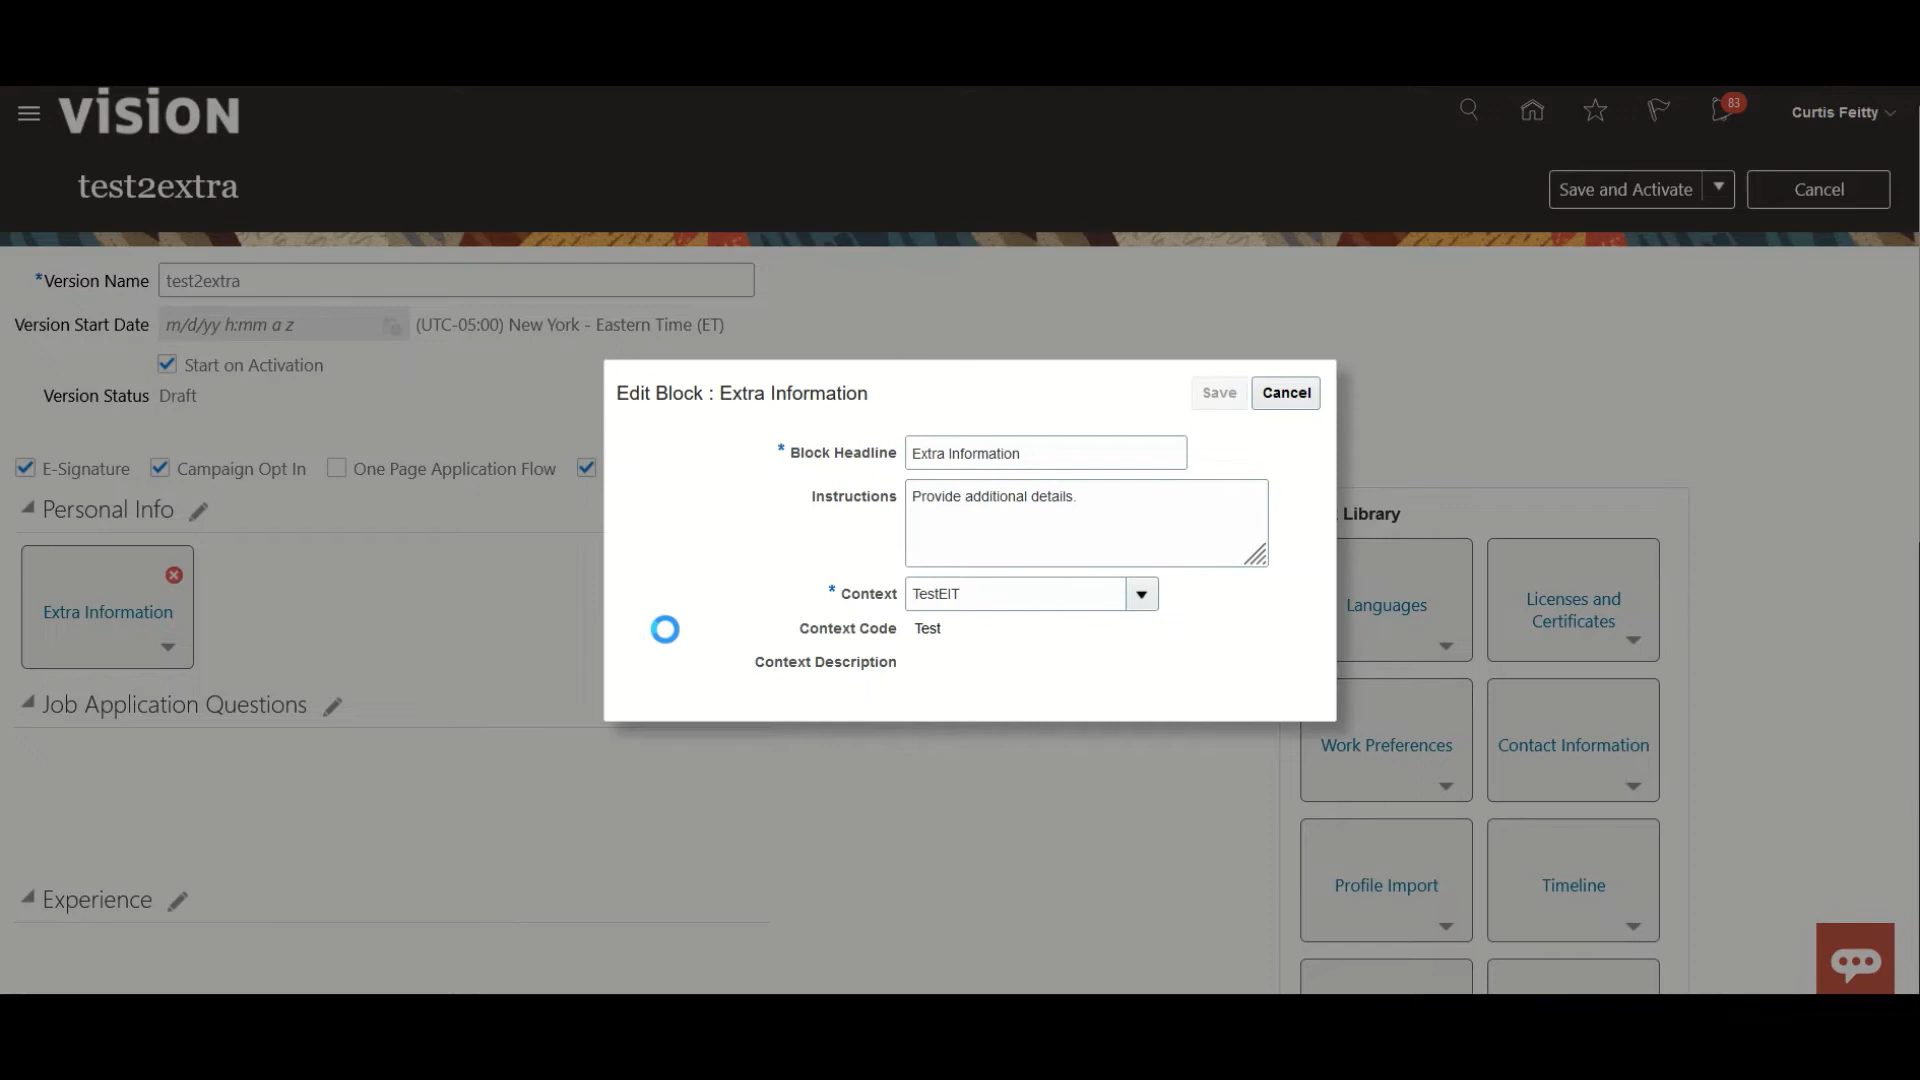 vision
83
Curtis Feitty
test2extra
Save and Activate
Cancel
*Version Name test2extra
Version Start Date m/d/yy h:mm a z (UTC-05:00) New York - Eastern Time (ET)
Start on Activation
Version Status Draft
Edit Block : Extra Information
Save
Cancel
* Block Headline Extra Information
Instructions Provide additional details.
* Context TestEIT
Context Code Test
Context Description
E-Signature Campaign Opt In One Page Application Flow
Personal Info
Extra Information
Job Application Questions
Experience
Library
Languages
Licenses and
Certificates
Work Preferences
Contact Information
Profile Import
Timeline